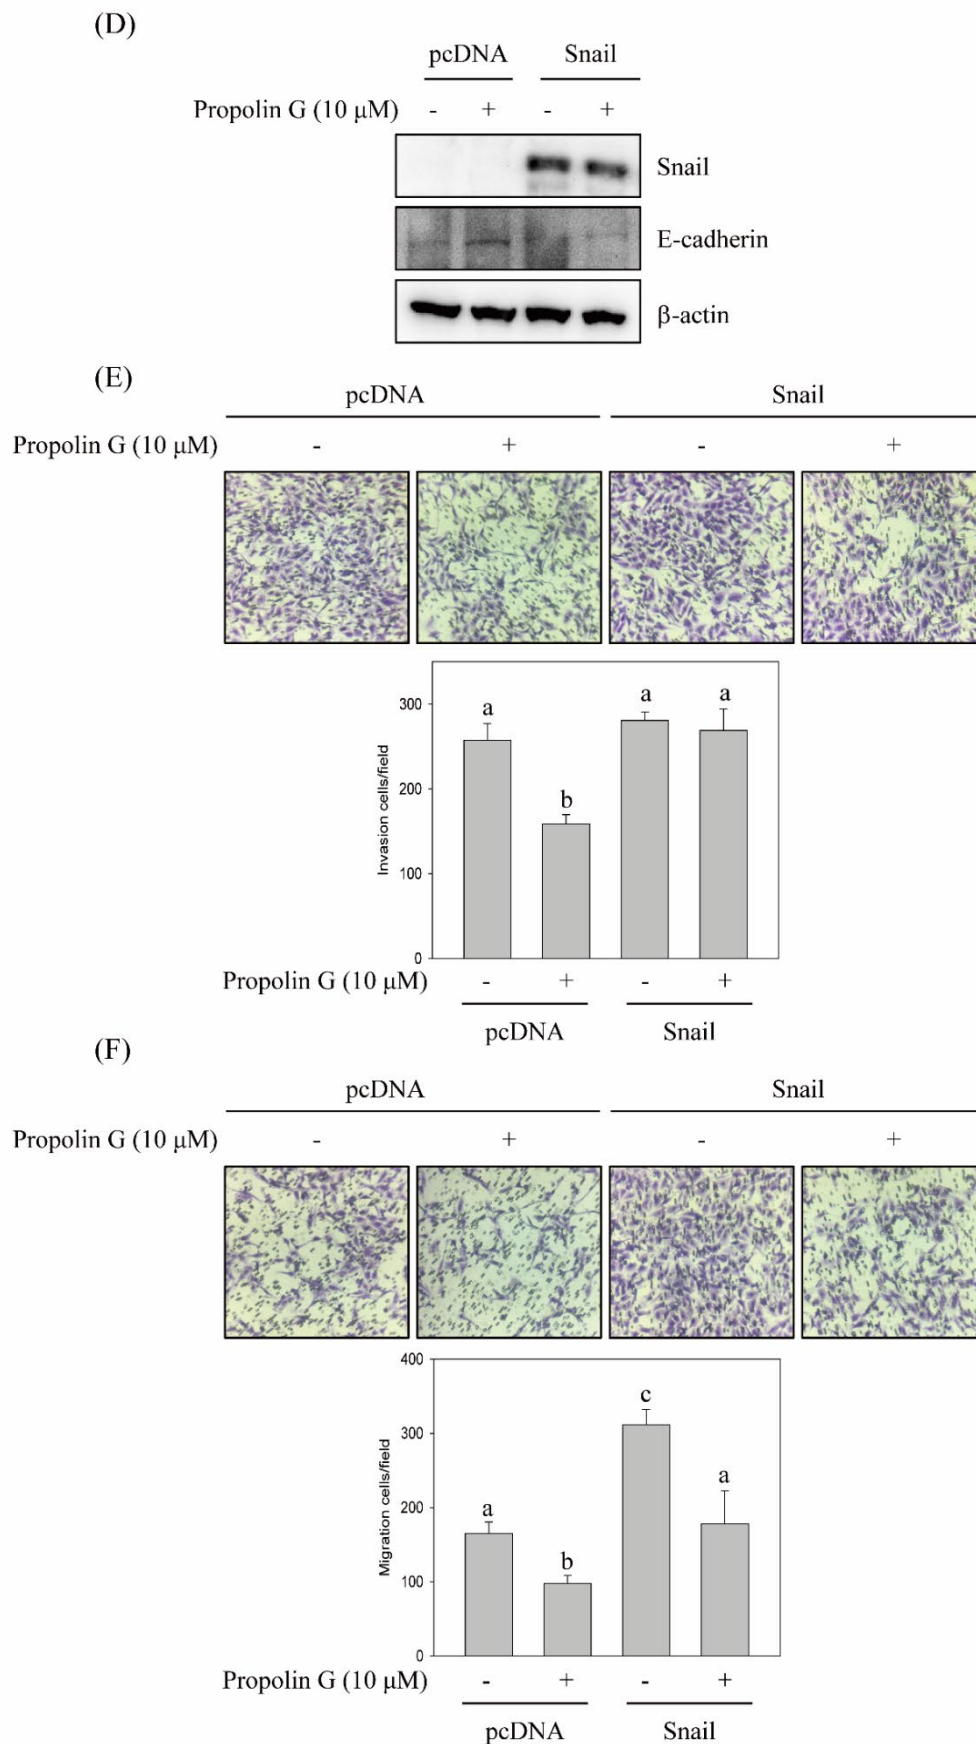 (D)
pcDNA Snail
Propolin G (10 μM) - + - +
Snail
E-cadherin
β-actin
(E)
pcDNA Snail
Propolin G (10 μM) - + - +
300
200
100
0
Invasion cells/field
a
b
a
a
Propolin G (10 μM) - + - +
pcDNA Snail
(F)
pcDNA Snail
Propolin G (10 μM) - + - +
400
300
200
100
0
Migration cells/field
a
b
c
a
Propolin G (10 μM) - + - +
pcDNA Snail